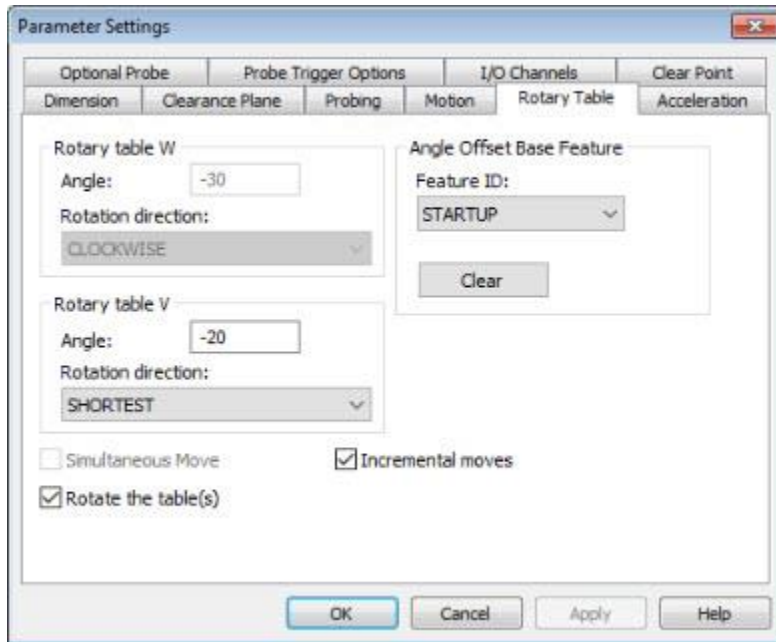 Parameter Settings
Optional Probe Probe Trigger Options I/O Channels Clear Point
Dimension Clearance Plane Probing Motion Rotary Table Acceleration
Rotary table W
Angle: -30
Rotation direction:
CLOCKWISE
Rotary table V
Angle: -20
Rotation direction:
SHORTEST
Angle Offset Base Feature
Feature ID:
STARTUP
Clear
Simultaneous Move Incremental moves
Rotate the table(s)
OK Cancel Apply Help